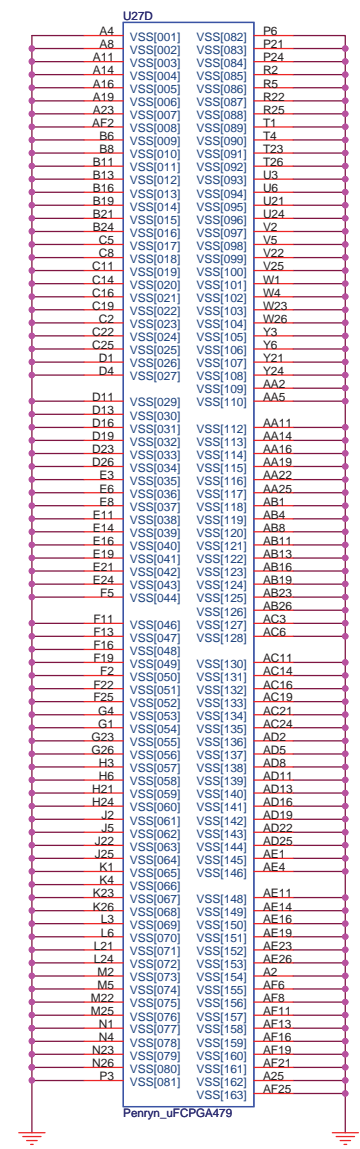 U27D
A4 VSS[001] VSS[082] P6
A8 VSS[002] VSS[083] P21
A11 VSS[003] VSS[084] P24
A14 VSS[004] VSS[085] R2
A16 VSS[005] VSS[086] R5
A19 VSS[006] VSS[087] R22
A23 VSS[007] VSS[088] R25
AF2 VSS[008] VSS[089] T1
B6 VSS[009] VSS[090] T4
B8 VSS[010] VSS[091] T23
B11 VSS[011] VSS[092] T26
B13 VSS[012] VSS[093] U3
B16 VSS[013] VSS[094] U6
B19 VSS[014] VSS[095] U21
B21 VSS[015] VSS[096] U24
B24 VSS[016] VSS[097] V2
C5 VSS[017] VSS[098] V5
C8 VSS[018] VSS[099] V22
C11 VSS[019] VSS[100] V25
C14 VSS[020] VSS[101] W1
C16 VSS[021] VSS[102] W4
C19 VSS[022] VSS[103] W23
C2 VSS[023] VSS[104] W26
C22 VSS[024] VSS[105] Y3
C25 VSS[025] VSS[106] Y6
D1 VSS[026] VSS[107] Y21
D4 VSS[027] VSS[108] Y24
VSS[109] AA2
D11 VSS[029] VSS[110] AA5
D13 VSS[030]
D16 VSS[031] VSS[112] AA11
D19 VSS[032] VSS[113] AA14
D23 VSS[033] VSS[114] AA16
D26 VSS[034] VSS[115] AA19
E3 VSS[035] VSS[116] AA22
E6 VSS[036] VSS[117] AA25
E8 VSS[037] VSS[118] AB1
E11 VSS[038] VSS[119] AB4
E14 VSS[039] VSS[120] AB8
E16 VSS[040] VSS[121] AB11
E19 VSS[041] VSS[122] AB13
E21 VSS[042] VSS[123] AB16
E24 VSS[043] VSS[124] AB19
F5 VSS[044] VSS[125] AB23
VSS[126] AB26
F11 VSS[046] VSS[127] AC3
F13 VSS[047] VSS[128] AC6
F16 VSS[048]
F19 VSS[049] VSS[130] AC11
F2 VSS[050] VSS[131] AC14
F22 VSS[051] VSS[132] AC16
F25 VSS[052] VSS[133] AC19
G4 VSS[053] VSS[134] AC21
G1 VSS[054] VSS[135] AC24
G23 VSS[055] VSS[136] AD2
G26 VSS[056] VSS[137] AD5
H3 VSS[057] VSS[138] AD8
H6 VSS[058] VSS[139] AD11
H21 VSS[059] VSS[140] AD13
H24 VSS[060] VSS[141] AD16
J2 VSS[061] VSS[142] AD19
J5 VSS[062] VSS[143] AD22
J22 VSS[063] VSS[144] AD25
J25 VSS[064] VSS[145] AE1
K1 VSS[065] VSS[146] AE4
K4 VSS[066]
K23 VSS[067] VSS[148] AE11
K26 VSS[068] VSS[149] AE14
L3 VSS[069] VSS[150] AE16
L6 VSS[070] VSS[151] AE19
L21 VSS[071] VSS[152] AE23
L24 VSS[072] VSS[153] AE26
M2 VSS[073] VSS[154] A2
M5 VSS[074] VSS[155] AF6
M22 VSS[075] VSS[156] AF8
M25 VSS[076] VSS[157] AF11
N1 VSS[077] VSS[158] AF13
N4 VSS[078] VSS[159] AF16
N23 VSS[079] VSS[160] AF19
N26 VSS[080] VSS[161] AF21
P3 VSS[081] VSS[162] A25
VSS[163] AF25
Penryn_uFCPGA479